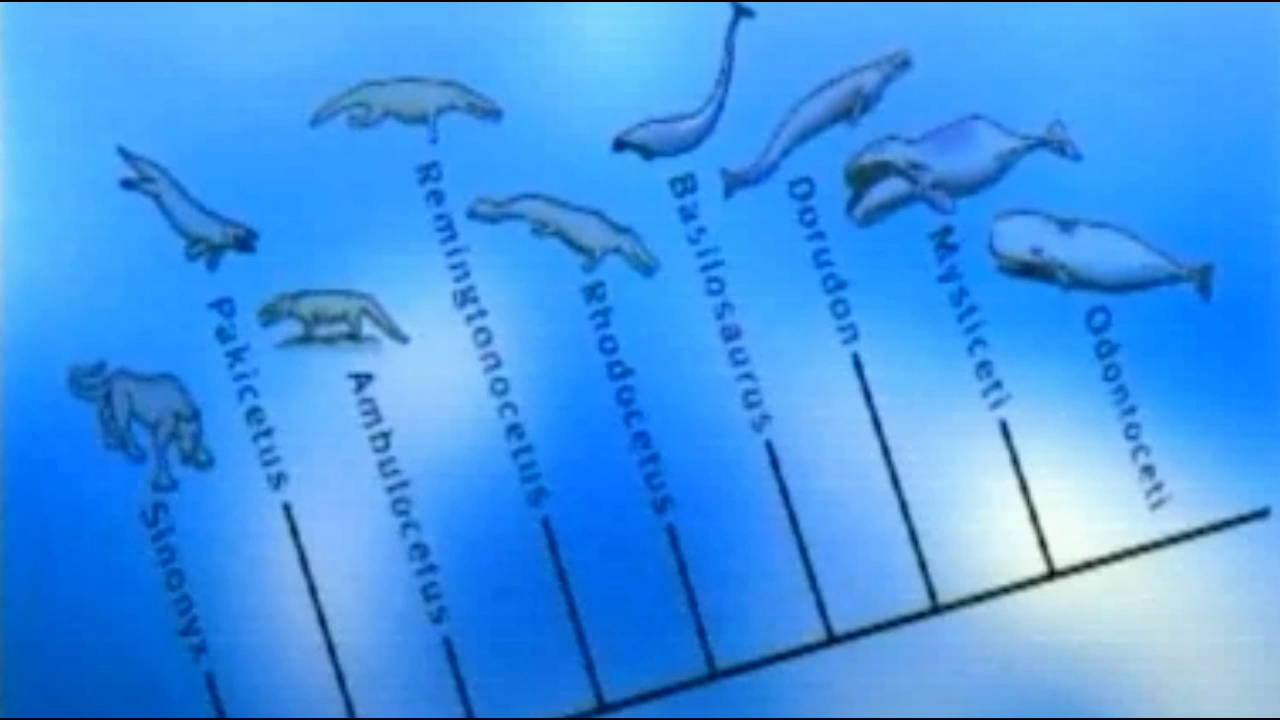 Sinonyx
Pakicetus
Ambulocetus
Remingtonocetus
Rhodocetus
Basilosaurus
Dorudon
Mysticeti
Odontoceti